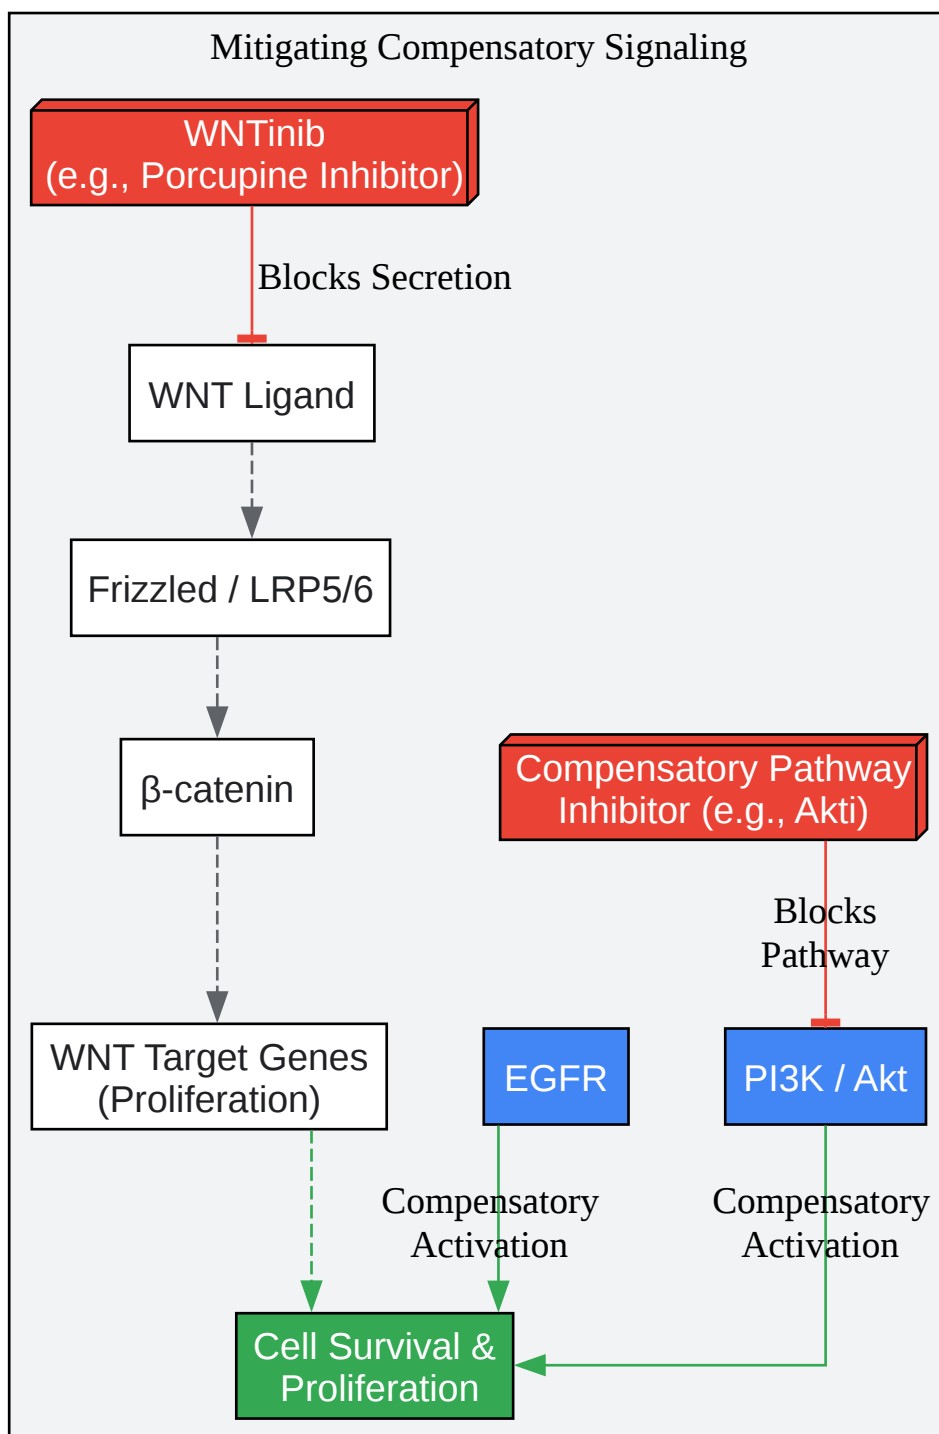 Mitigating Compensatory Signaling
WNTinib
(e.g., Porcupine Inhibitor)
Blocks Secretion
WNT Ligand
Frizzled / LRP5/6
β-catenin
Compensatory Pathway
Inhibitor (e.g., Akti)
Blocks
Pathway
WNT Target Genes
(Proliferation)
EGFR
PI3K / Akt
Compensatory
Activation
Compensatory
Activation
Cell Survival &
Proliferation